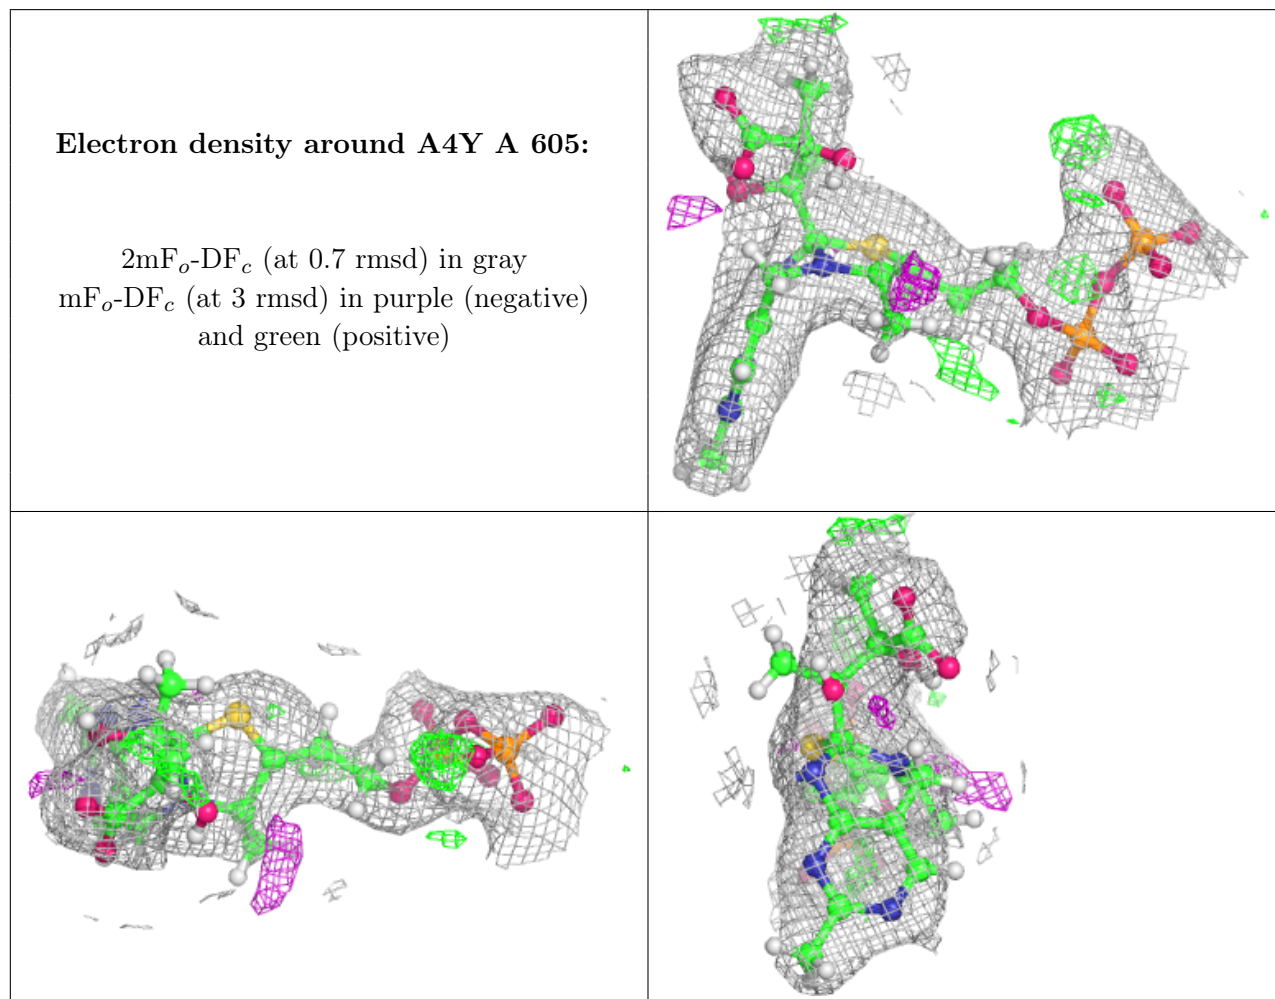 Electron density around A4Y A 605:
2mFo-DFc (at 0.7 rmsd) in gray
mFo-DFc (at 3 rmsd) in purple (negative)
and green (positive)